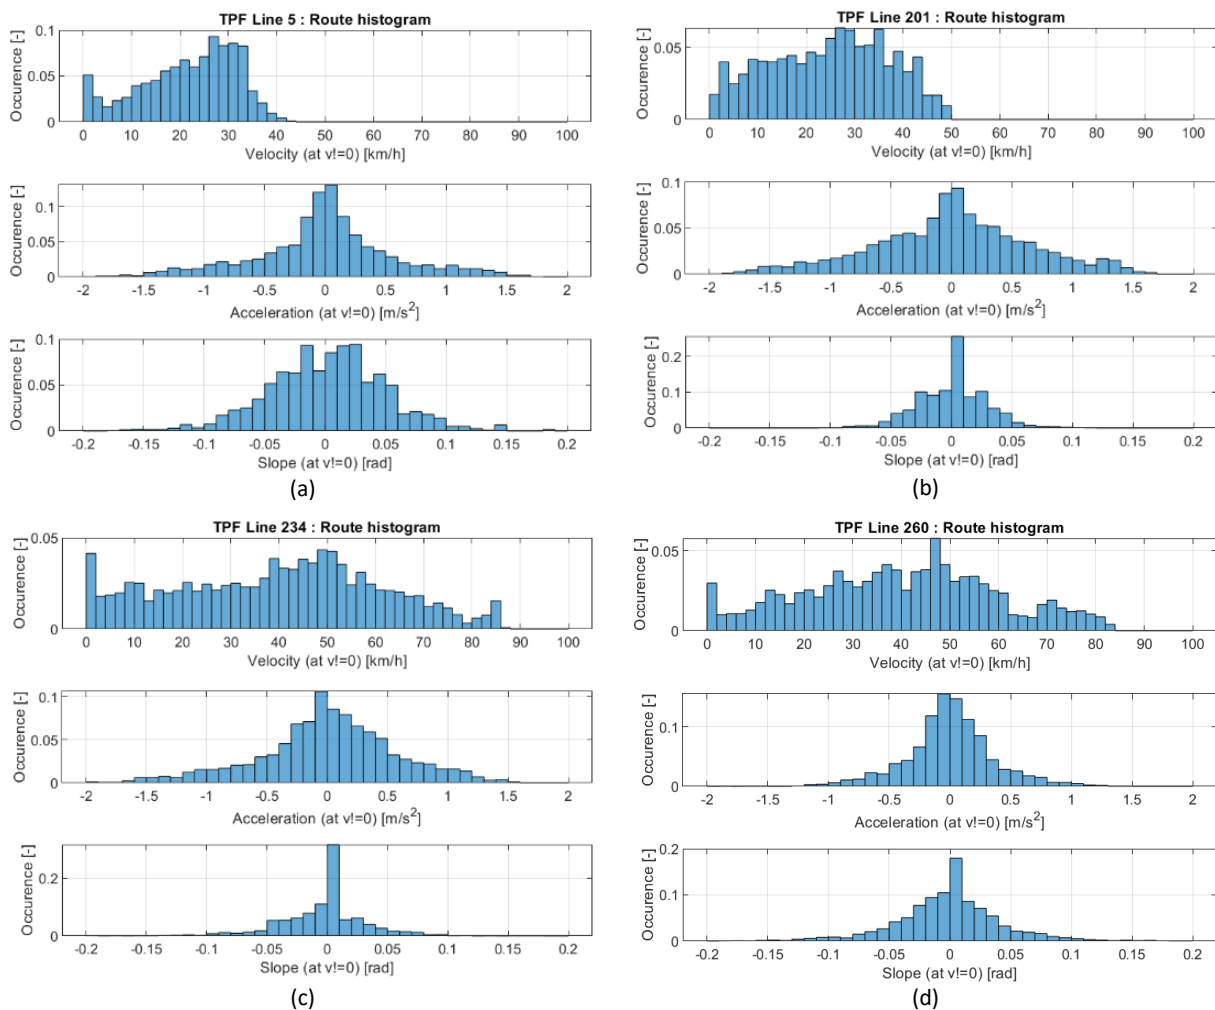 TPF Line 5 : Route histogram
Occurence [-]
0.1
0.05
0
0 10 20 30 40 50 60 70 80 90 100
Velocity (at v!=0) [km/h]
Occurence [-]
0.1
0.05
0
-2 -1.5 -1 -0.5 0 0.5 1 1.5 2
Acceleration (at v!=0) [m/s2]
Occurence [-]
0.1
0.05
0
-0.2 -0.15 -0.1 -0.05 0 0.05 0.1 0.15 0.2
Slope (at v!=0) [rad]
(a)
TPF Line 201 : Route histogram
Occurence [-]
0.05
0
0 10 20 30 40 50 60 70 80 90 100
Velocity (at v!=0) [km/h]
Occurence [-]
0.1
0.05
0
-2 -1.5 -1 -0.5 0 0.5 1 1.5 2
Acceleration (at v!=0) [m/s2]
Occurence [-]
0.2
0.1
0
-0.2 -0.15 -0.1 -0.05 0 0.05 0.1 0.15 0.2
Slope (at v!=0) [rad]
(b)
TPF Line 234 : Route histogram
Occurence [-]
0.05
0
0 10 20 30 40 50 60 70 80 90 100
Velocity (at v!=0) [km/h]
Occurence [-]
0.1
0.05
0
-2 -1.5 -1 -0.5 0 0.5 1 1.5 2
Acceleration (at v!=0) [m/s2]
Occurence [-]
0.2
0
-0.2 -0.15 -0.1 -0.05 0 0.05 0.1 0.15 0.2
Slope (at v!=0) [rad]
(c)
TPF Line 260 : Route histogram
Occurence [-]
0.05
0
0 10 20 30 40 50 60 70 80 90 100
Velocity (at v!=0) [km/h]
Occurence [-]
0.1
0
-2 -1.5 -1 -0.5 0 0.5 1 1.5 2
Acceleration (at v!=0) [m/s2]
Occurence [-]
0.2
0.1
0
-0.2 -0.15 -0.1 -0.05 0 0.05 0.1 0.15 0.2
Slope (at v!=0) [rad]
(d)